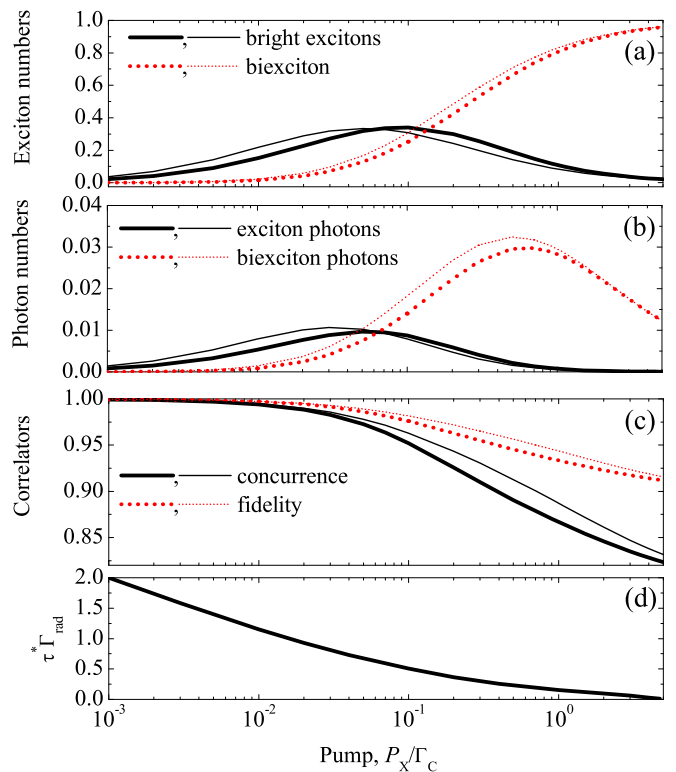 1.0
0.8
0.6
0.4
0.2
0.0
Exciton numbers
bright excitons
biexciton
(a)
0.04
0.03
0.02
0.01
0.00
Photon numbers
exciton photons
biexciton photons
(b)
1.00
0.95
0.90
0.85
Correlators
concurrence
fidelity
(c)
2.0
1.5
1.0
0.5
0.0
τ*Γrad
(d)
10⁻³ 10⁻² 10⁻¹ 10⁰
Pump, Pₓ/Γ_C